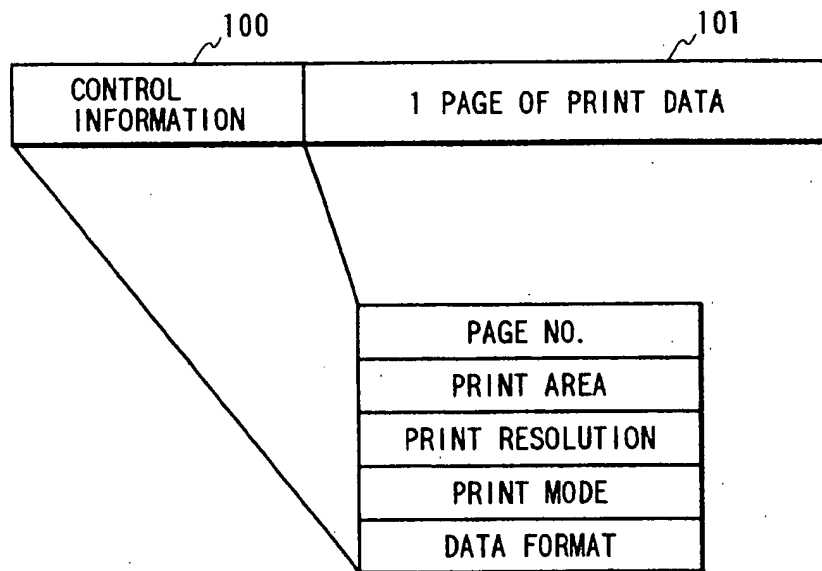 100
101
CONTROL
INFORMATION
1 PAGE OF PRINT DATA
PAGE NO.
PRINT AREA
PRINT RESOLUTION
PRINT MODE
DATA FORMAT